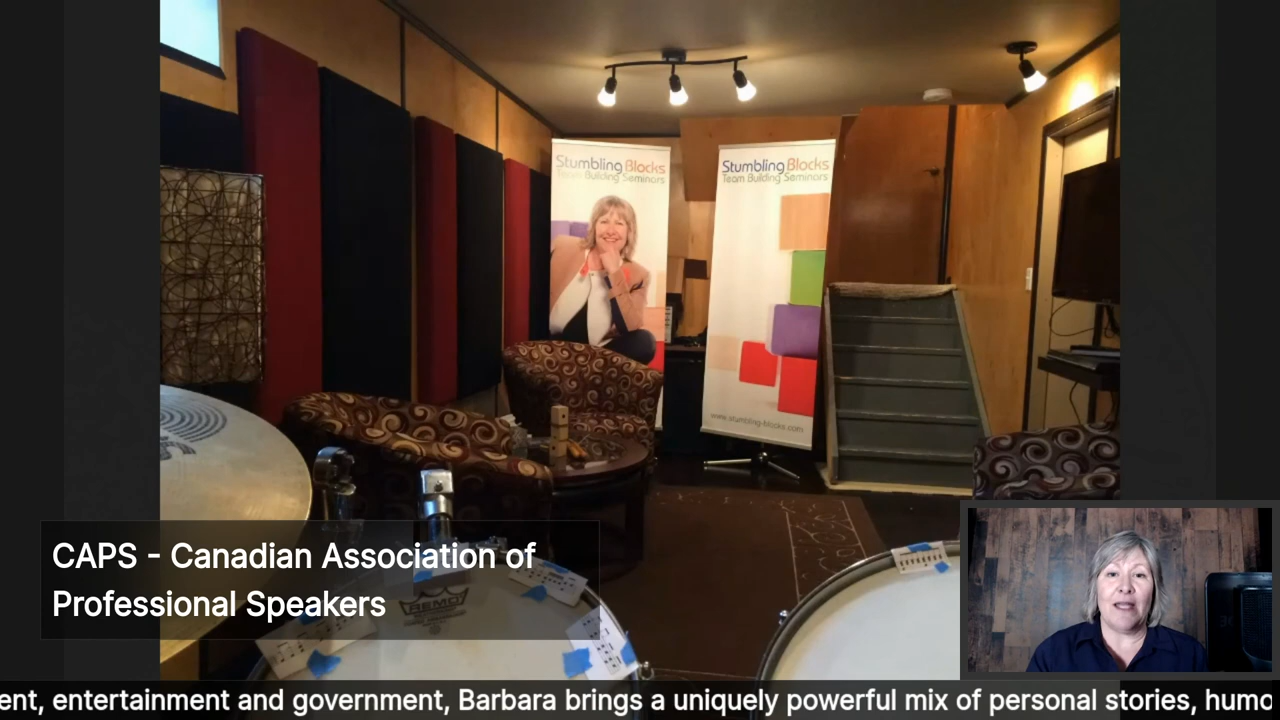 Stumbling Blocks
Team Building Seminars
Stumbling Blocks
Team Building Seminars
www.stumbling-blocks.com
REMO
CAPS - Canadian Association of
Professional Speakers
ent, entertainment and government, Barbara brings a uniquely powerful mix of personal stories, humo